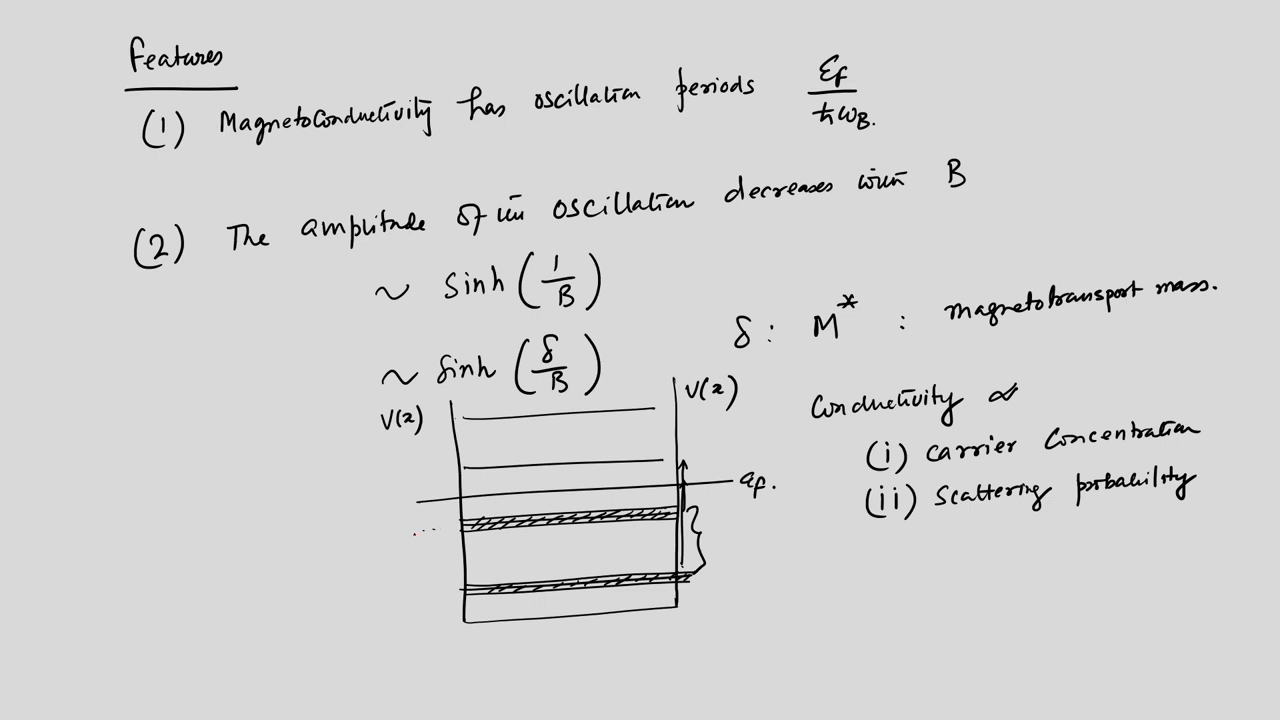 Features
(1) Magnetoconductivity has oscillation periods εF/ħωB.
(2) The amplitude of the oscillation decreases with B
~ Sinh (1/B)
~ Sinh (δ/B)
δ : M* : magnetotransport mass.
V(z)
V(z)
εF.
Conductivity ∝
(i) carrier concentration
(ii) scattering probability